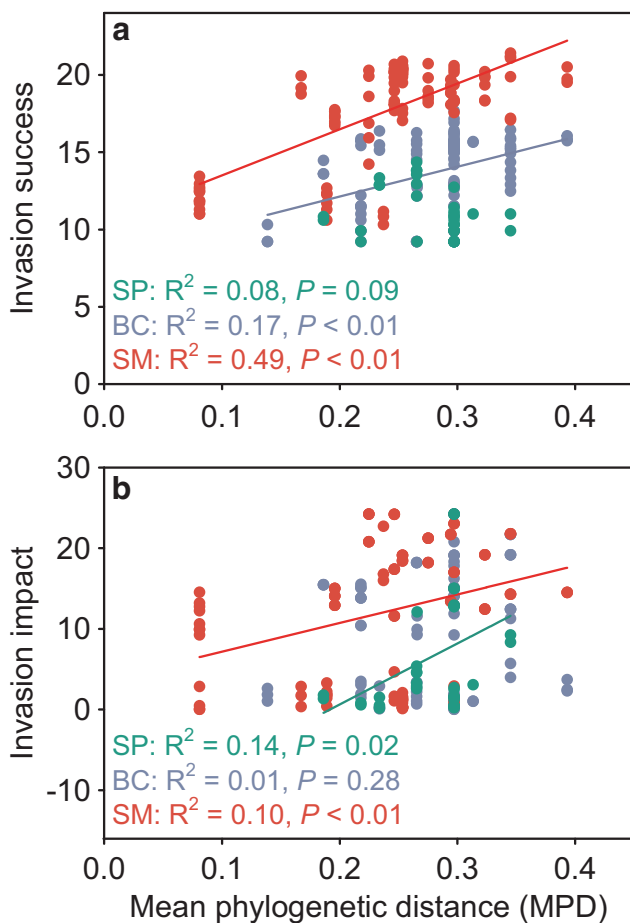 a
Invasion success
20
15
10
5
0
SP: R² = 0.08, P = 0.09
BC: R² = 0.17, P < 0.01
SM: R² = 0.49, P < 0.01
0.0 0.1 0.2 0.3 0.4
b
Invasion impact
30
20
10
0
-10
SP: R² = 0.14, P = 0.02
BC: R² = 0.01, P = 0.28
SM: R² = 0.10, P < 0.01
0.0 0.1 0.2 0.3 0.4
Mean phylogenetic distance (MPD)